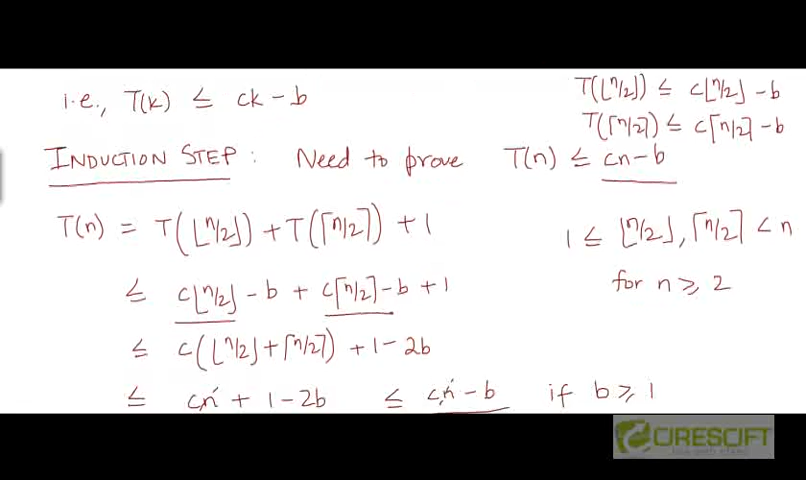 i.e., T(k) ≤ ck - b
T(⌊n/2⌋) ≤ c⌊n/2⌋ - b
T(⌈n/2⌉) ≤ c⌈n/2⌉ - b
INDUCTION STEP : Need to prove T(n) ≤ cn - b
T(n) = T(⌊n/2⌋) + T(⌈n/2⌉) + 1
1 ≤ ⌊n/2⌋, ⌈n/2⌉ < n
for n ≥ 2
≤ c⌊n/2⌋ - b + c⌈n/2⌉ - b + 1
≤ c(⌊n/2⌋ + ⌈n/2⌉) + 1 - 2b
≤ cn + 1 - 2b ≤ cn - b if b ≥ 1